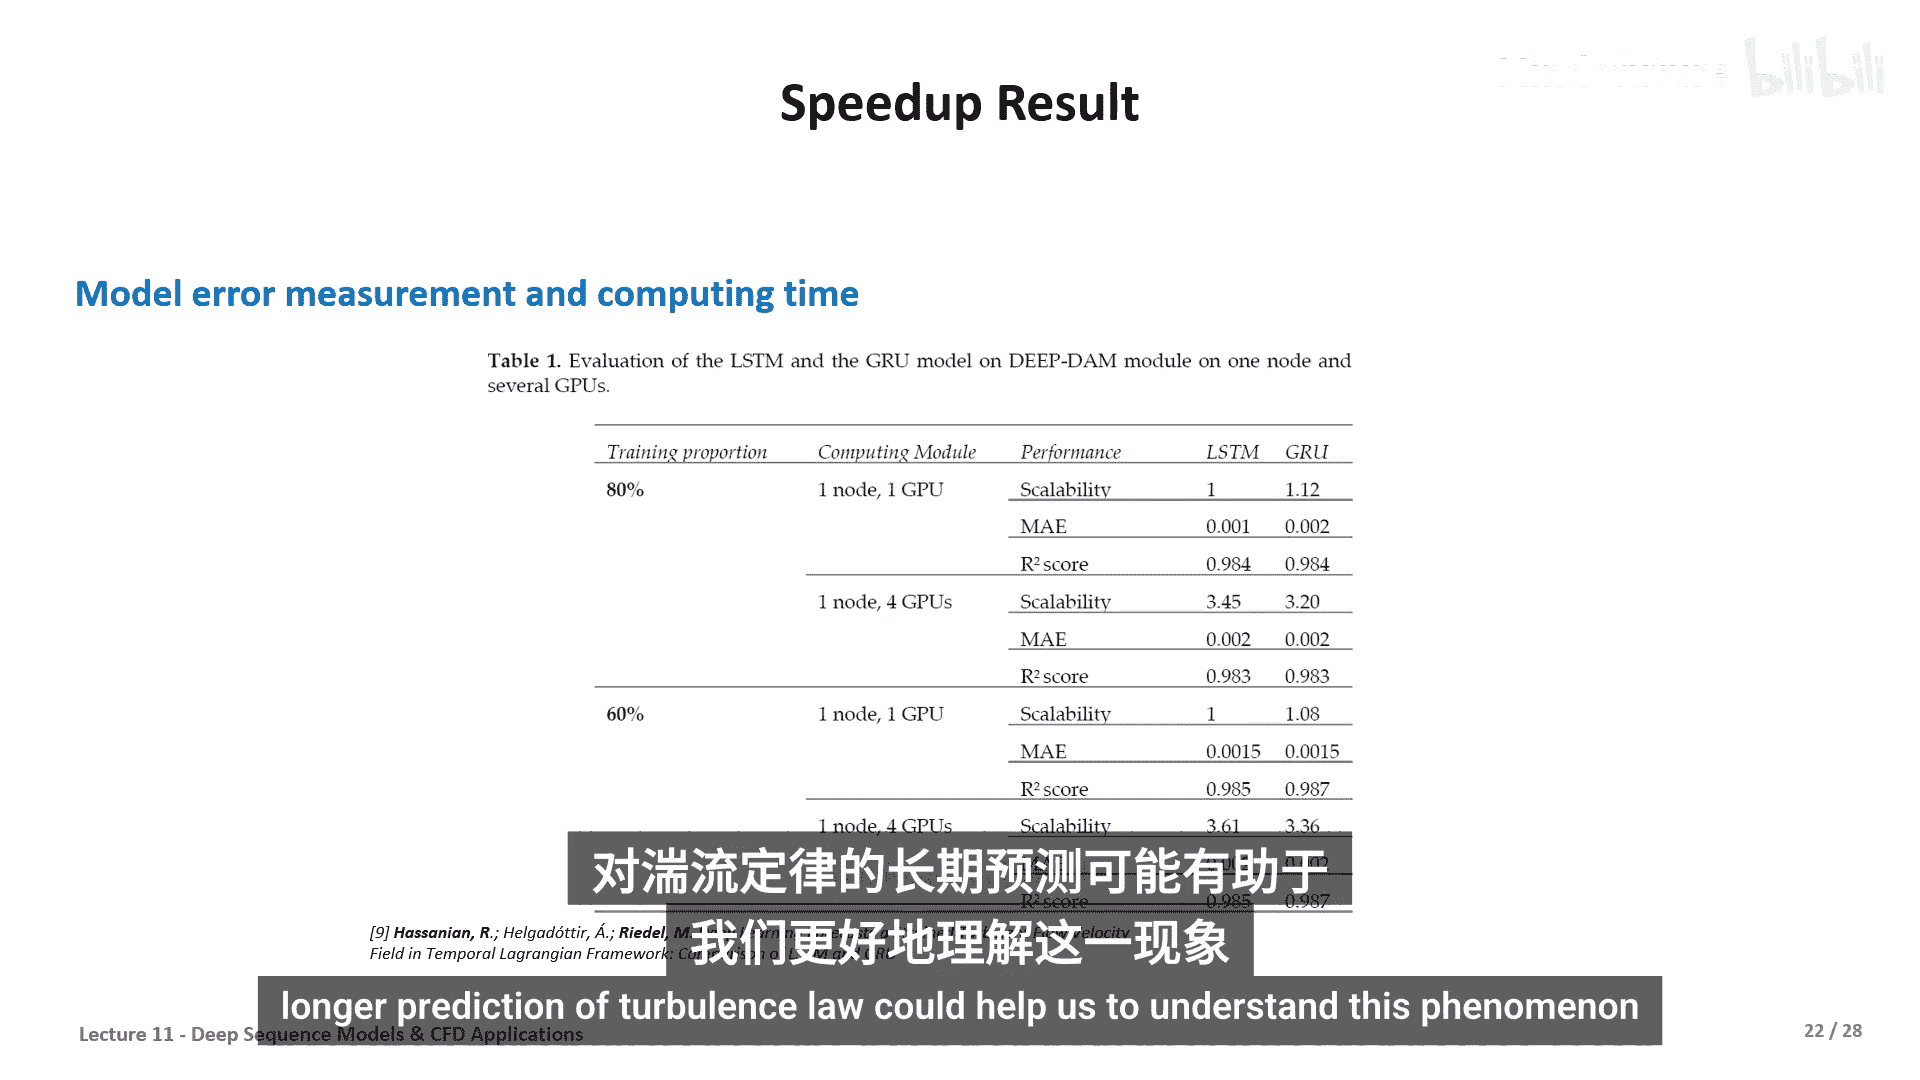 bilibili
Speedup Result
Model error measurement and computing time
Table 1. Evaluation of the LSTM and the GRU model on DEEP-DAM module on one node and
several GPUs.
Training proportion Computing Module Performance LSTM GRU
80% 1 node, 1 GPU Scalability 1 1.12
MAE 0.001 0.002
R² score 0.984 0.984
1 node, 4 GPUs Scalability 3.45 3.20
MAE 0.002 0.002
R² score 0.983 0.983
60% 1 node, 1 GPU Scalability 1 1.08
MAE 0.0015 0.0015
R² score 0.985 0.987
1 node, 4 GPUs Scalability 3.61 3.36
R² score 0.985 0.987
对湍流定律的长期预测可能有助于
我们更好地理解这一现象
[9] Hassanian, R.; Helgadóttir, Á.; Riedel, M. Velocity
Field in Temporal Lagrangian Framework: Comparison of LSTM and GRU
longer prediction of turbulence law could help us to understand this phenomenon
Lecture 11 - Deep Sequence Models & CFD Applications
22 / 28